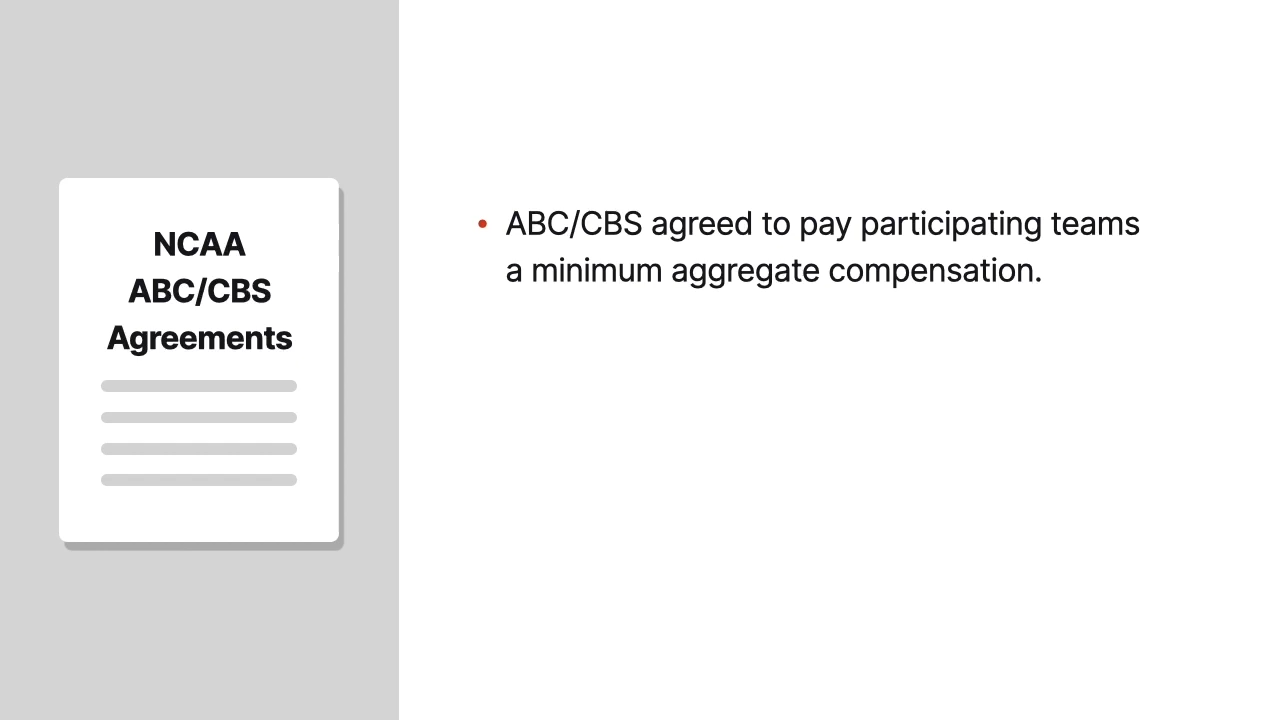 NCAA
ABC/CBS
Agreements
• ABC/CBS agreed to pay participating teams
a minimum aggregate compensation.